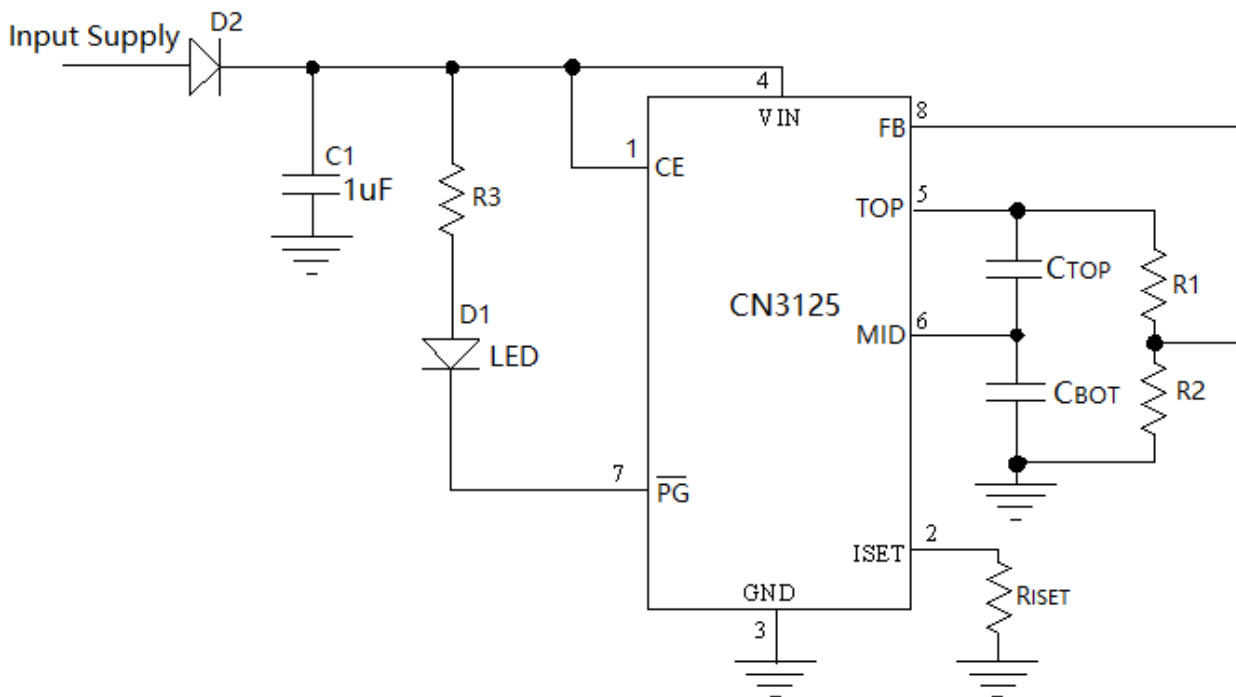 Input Supply
D2
4
VIN
8
FB
1
CE
C1
1uF
R3
5
TOP
CTOP
R1
CN3125
D1
LED
6
MID
CBOT
R2
7
PG
2
ISET
RISET
GND
3